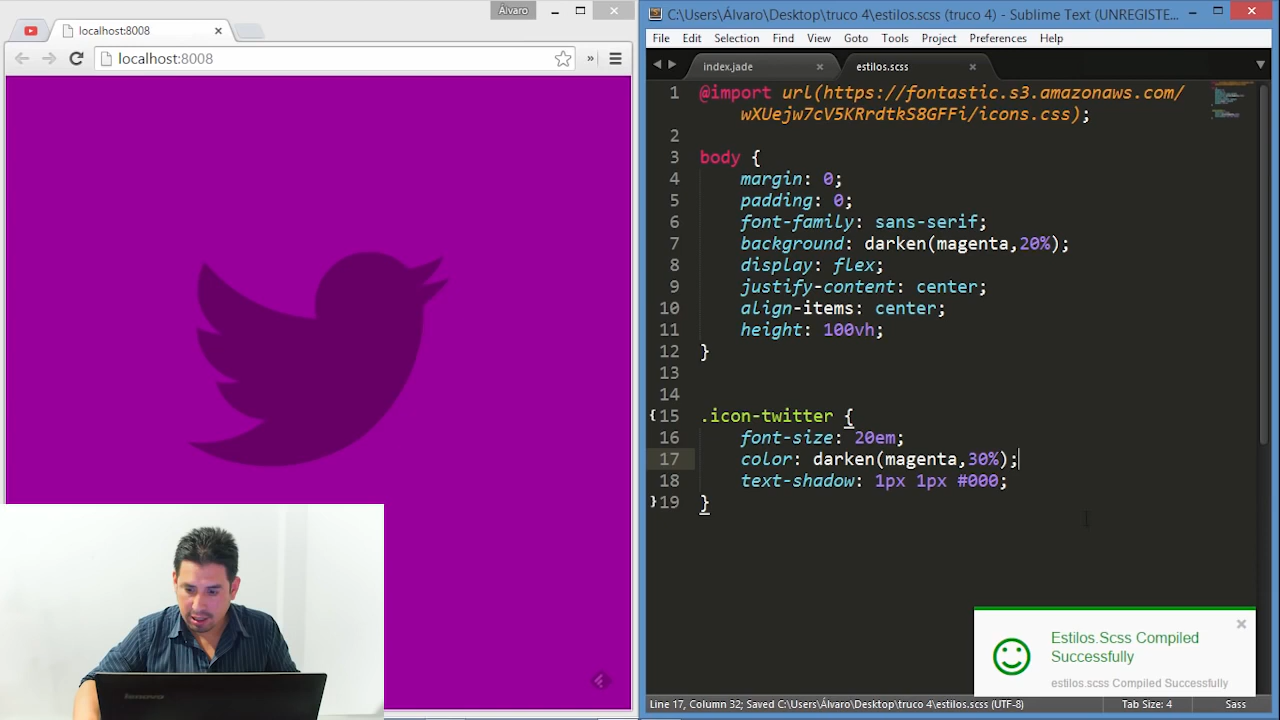 Álvaro
localhost:8008
localhost:8008
»
C:\Users\Álvaro\Desktop\truco 4\estilos.scss (truco 4) - Sublime Text (UNREGISTE...
File Edit Selection Find View Goto Tools Project Preferences Help
index.jade estilos.scss
1 @import url(https://fontastic.s3.amazonaws.com/
wXUejw7cV5KRrdtkS8GFFi/icons.css);
2
3 body {
4 margin: 0;
5 padding: 0;
6 font-family: sans-serif;
7 background: darken(magenta,20%);
8 display: flex;
9 justify-content: center;
10 align-items: center;
11 height: 100vh;
12 }
13
14
15 .icon-twitter {
16 font-size: 20em;
17 color: darken(magenta,30%);
18 text-shadow: 1px 1px #000;
19 }
Estilos.Scss Compiled
Successfully
estilos.scss Compiled Successfully
Line 17, Column 32; Saved C:\Users\Álvaro\Desktop\truco 4\estilos.scss (UTF-8) Tab Size: 4 Sass